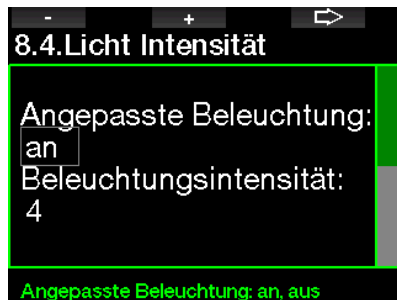 - +
8.4.Licht Intensität
Angepasste Beleuchtung:
an
Beleuchtungsintensität:
4
Angepasste Beleuchtung: an, aus